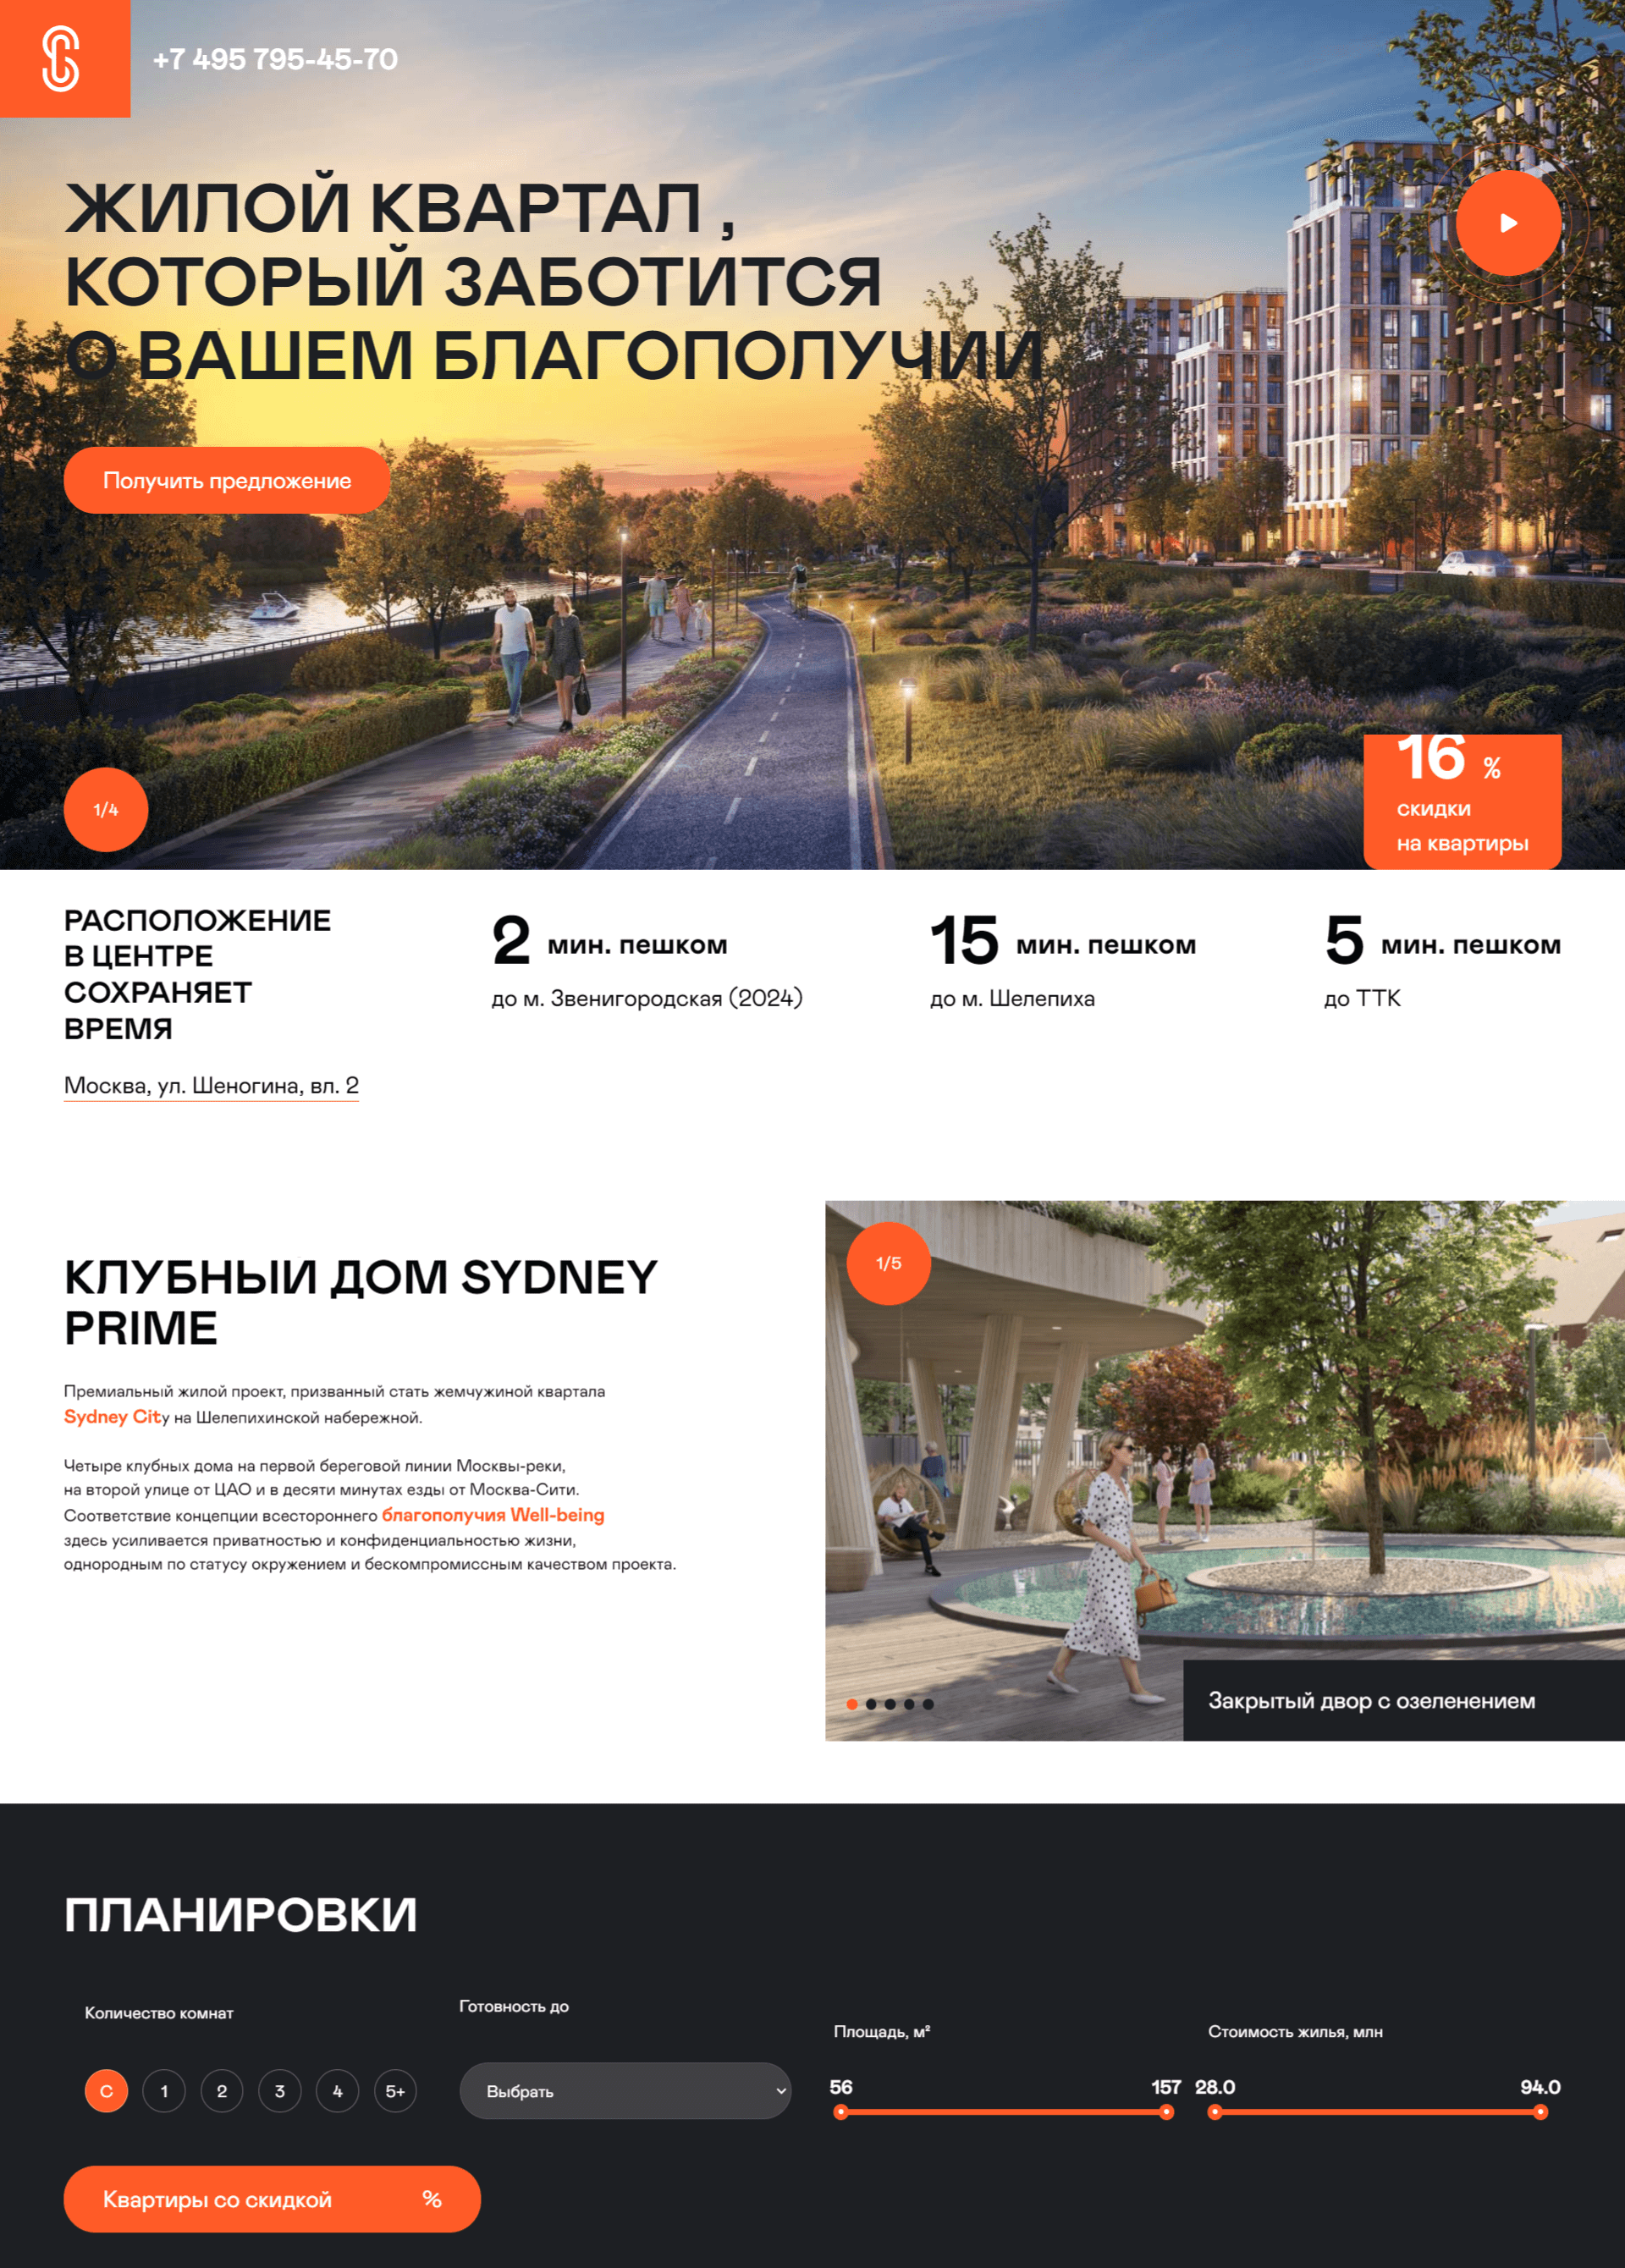 +7 495 795-45-70
ЖИЛОЙ КВАРТАЛ ,
КОТОРЫЙ ЗАБОТИТСЯ
О ВАШЕМ БЛАГОПОЛУЧИИ
Получить предложение
1/4
16 %
скидки
на квартиры
РАСПОЛОЖЕНИЕ
В ЦЕНТРЕ
СОХРАНЯЕТ
ВРЕМЯ
Москва, ул. Шеногина, вл. 2
2 мин. пешком
до м. Звенигородская (2024)
15 мин. пешком
до м. Шелепиха
5 мин. пешком
до ТТК
КЛУБНЫЙ ДОМ SYDNEY
PRIME
Премиальный жилой проект, призванный стать жемчужиной квартала
Sydney City на Шелепихинской набережной.
Четыре клубных дома на первой береговой линии Москвы-реки,
на второй улице от ЦАО и в десяти минутах езды от Москва-Сити.
Соответствие концепции всестороннего благополучия Well-being
здесь усиливается приватностью и конфиденциальностью жизни,
однородным по статусу окружением и бескомпромиссным качеством проекта.
1/5
Закрытый двор с озеленением
ПЛАНИРОВКИ
Количество комнат
С 1 2 3 4 5+
Готовность до
Выбрать
Площадь, м²
56 157
Стоимость жилья, млн
28.0 94.0
Квартиры со скидкой %